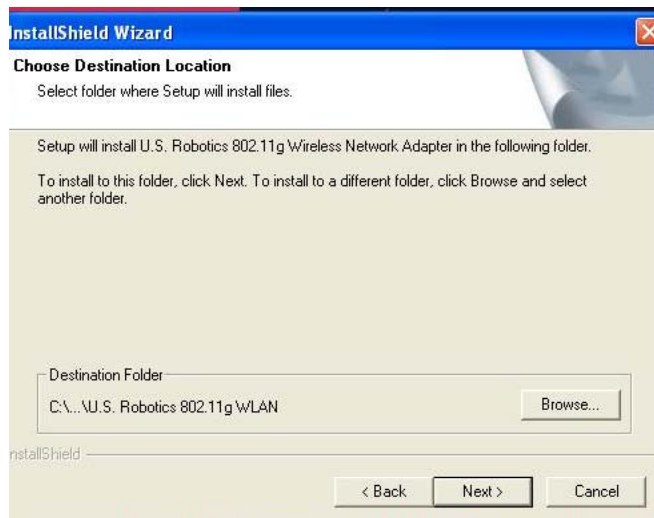 InstallShield Wizard
Choose Destination Location
Select folder where Setup will install files.
Setup will install U.S. Robotics 802.11g Wireless Network Adapter in the following folder.
To install to this folder, click Next. To install to a different folder, click Browse and select
another folder.
Destination Folder
C:\...\U.S. Robotics 802.11g WLAN
Browse...
nstallShield
< Back
Next >
Cancel